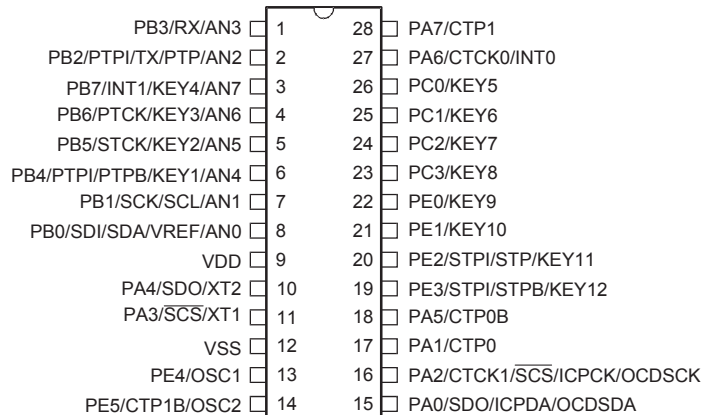 PB3/RX/AN3 1 28 PA7/CTP1
PB2/PTPI/TX/PTP/AN2 2 27 PA6/CTCK0/INT0
PB7/INT1/KEY4/AN7 3 26 PC0/KEY5
PB6/PTCK/KEY3/AN6 4 25 PC1/KEY6
PB5/STCK/KEY2/AN5 5 24 PC2/KEY7
PB4/PTPI/PTPB/KEY1/AN4 6 23 PC3/KEY8
PB1/SCK/SCL/AN1 7 22 PE0/KEY9
PB0/SDI/SDA/VREF/AN0 8 21 PE1/KEY10
VDD 9 20 PE2/STPI/STP/KEY11
PA4/SDO/XT2 10 19 PE3/STPI/STPB/KEY12
PA3/S̅C̅S̅/XT1 11 18 PA5/CTP0B
VSS 12 17 PA1/CTP0
PE4/OSC1 13 16 PA2/CTCK1/S̅C̅S̅/ICPCK/OCDSCK
PE5/CTP1B/OSC2 14 15 PA0/SDO/ICPDA/OCDSDA